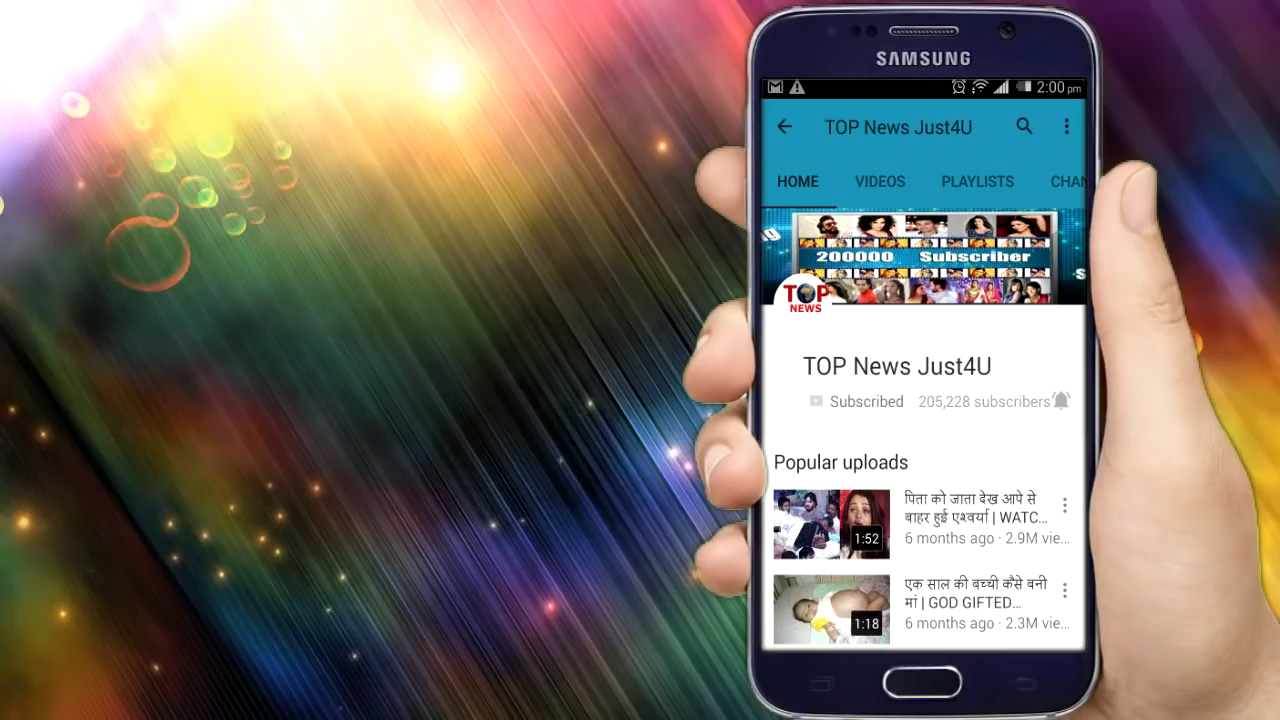 SAMSUNG
2:00 pm
TOP News Just4U
HOME VIDEOS PLAYLISTS CHAN
200000 Subscriber
TOP
NEWS
TOP News Just4U
Subscribed 205,228 subscribers
Popular uploads
पिता को जाता देख आपे से
बाहर हुई एश्वर्या | WATC...
6 months ago · 2.9M vie...
1:52
एक साल की बच्ची कैसे बनी
मां | GOD GIFTED...
6 months ago · 2.3M vie...
1:18